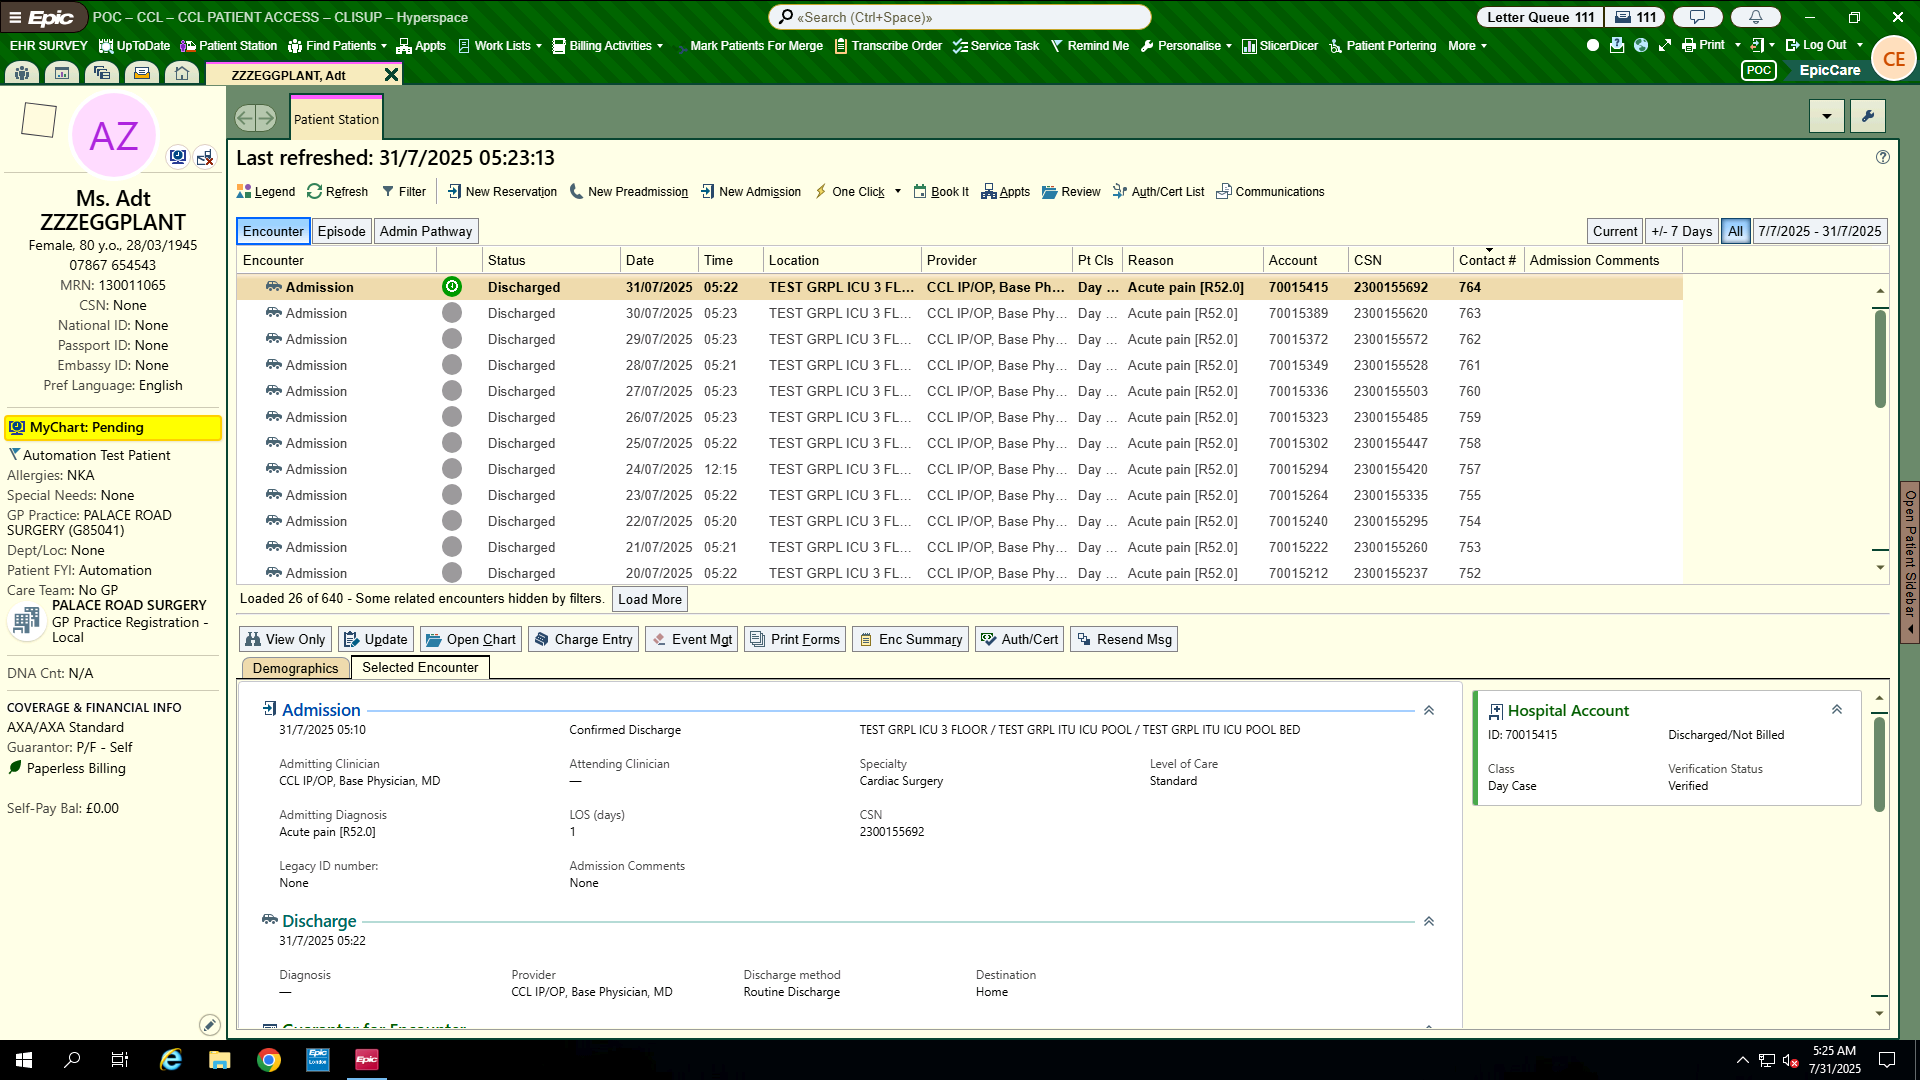 Epic POC – CCL – CCL PATIENT ACCESS – CLISUP – Hyperspace «Search (Ctrl+Space)» Letter Queue 111 111
EHR SURVEY UpToDate Patient Station Find Patients Appts Work Lists Billing Activities Mark Patients For Merge Transcribe Order Service Task Remind Me Personalise SlicerDicer Patient Portering More Print Log Out
CE
ZZZEGGPLANT, Adt
POC EpicCare
AZ
Ms. Adt
ZZZEGGPLANT
Female, 80 y.o., 28/03/1945
07867 654543
MRN: 130011065
CSN: None
National ID: None
Passport ID: None
Embassy ID: None
Pref Language: English
MyChart: Pending
Automation Test Patient
Allergies: NKA
Special Needs: None
GP Practice: PALACE ROAD
SURGERY (G85041)
Dept/Loc: None
Patient FYI: Automation
Care Team: No GP
PALACE ROAD SURGERY
GP Practice Registration -
Local
DNA Cnt: N/A
COVERAGE & FINANCIAL INFO
AXA/AXA Standard
Guarantor: P/F - Self
Paperless Billing
Self-Pay Bal: £0.00
Patient Station
Last refreshed: 31/7/2025 05:23:13
Legend Refresh Filter New Reservation New Preadmission New Admission One Click Book It Appts Review Auth/Cert List Communications
Encounter Episode Admin Pathway Current +/- 7 Days All 7/7/2025 - 31/7/2025
Encounter Status Date Time Location Provider Pt Cls Reason Account CSN Contact # Admission Comments
Admission Discharged 31/07/2025 05:22 TEST GRPL ICU 3 FL... CCL IP/OP, Base Ph... Day ... Acute pain [R52.0] 70015415 2300155692 764
Admission Discharged 30/07/2025 05:23 TEST GRPL ICU 3 FL... CCL IP/OP, Base Phy... Day ... Acute pain [R52.0] 70015389 2300155620 763
Admission Discharged 29/07/2025 05:23 TEST GRPL ICU 3 FL... CCL IP/OP, Base Phy... Day ... Acute pain [R52.0] 70015372 2300155572 762
Admission Discharged 28/07/2025 05:21 TEST GRPL ICU 3 FL... CCL IP/OP, Base Phy... Day ... Acute pain [R52.0] 70015349 2300155528 761
Admission Discharged 27/07/2025 05:23 TEST GRPL ICU 3 FL... CCL IP/OP, Base Phy... Day ... Acute pain [R52.0] 70015336 2300155503 760
Admission Discharged 26/07/2025 05:23 TEST GRPL ICU 3 FL... CCL IP/OP, Base Phy... Day ... Acute pain [R52.0] 70015323 2300155485 759
Admission Discharged 25/07/2025 05:22 TEST GRPL ICU 3 FL... CCL IP/OP, Base Phy... Day ... Acute pain [R52.0] 70015302 2300155447 758
Admission Discharged 24/07/2025 12:15 TEST GRPL ICU 3 FL... CCL IP/OP, Base Phy... Day ... Acute pain [R52.0] 70015294 2300155420 757
Admission Discharged 23/07/2025 05:22 TEST GRPL ICU 3 FL... CCL IP/OP, Base Phy... Day ... Acute pain [R52.0] 70015264 2300155335 755
Admission Discharged 22/07/2025 05:20 TEST GRPL ICU 3 FL... CCL IP/OP, Base Phy... Day ... Acute pain [R52.0] 70015240 2300155295 754
Admission Discharged 21/07/2025 05:21 TEST GRPL ICU 3 FL... CCL IP/OP, Base Phy... Day ... Acute pain [R52.0] 70015222 2300155260 753
Admission Discharged 20/07/2025 05:22 TEST GRPL ICU 3 FL... CCL IP/OP, Base Phy... Day ... Acute pain [R52.0] 70015212 2300155237 752
Loaded 26 of 640 - Some related encounters hidden by filters. Load More
View Only Update Open Chart Charge Entry Event Mgt Print Forms Enc Summary Auth/Cert Resend Msg
Demographics Selected Encounter
Admission
31/7/2025 05:10 Confirmed Discharge TEST GRPL ICU 3 FLOOR / TEST GRPL ITU ICU POOL / TEST GRPL ITU ICU POOL BED
Admitting Clinician Attending Clinician Specialty Level of Care
CCL IP/OP, Base Physician, MD — Cardiac Surgery Standard
Admitting Diagnosis LOS (days) CSN
Acute pain [R52.0] 1 2300155692
Legacy ID number: Admission Comments
None None
Discharge
31/7/2025 05:22
Diagnosis Provider Discharge method Destination
— CCL IP/OP, Base Physician, MD Routine Discharge Home
Guarantor for Encounter
Hospital Account
ID: 70015415 Discharged/Not Billed
Class Verification Status
Day Case Verified
Open Patient Sidebar
Epic London
Epic
5:25 AM
7/31/2025